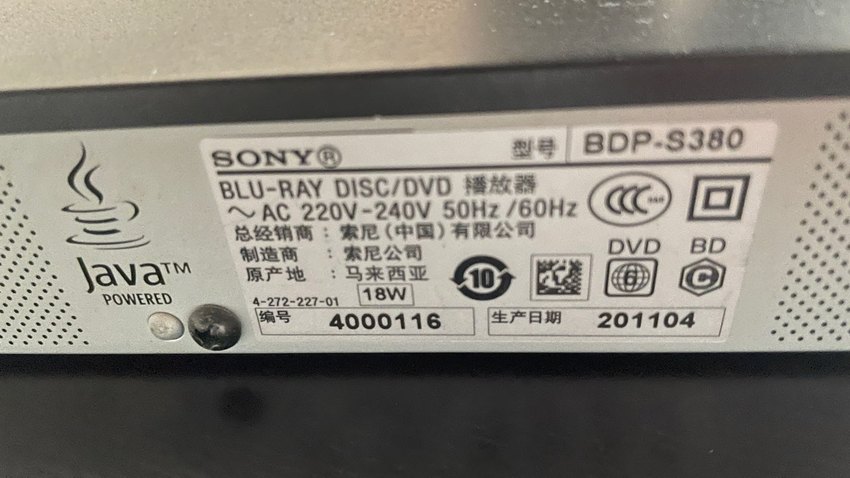 SONY®
型号 BDP-S380
BLU-RAY DISC/DVD 播放器
~ AC 220V-240V 50Hz /60Hz
总经销商 : 索尼(中国)有限公司
制造商 : 索尼公司
原产地 : 马来西亚
4-272-227-01
18W
10
DVD
6
BD
C
CCC
编号 4000116
生产日期 201104
Java™
POWERED